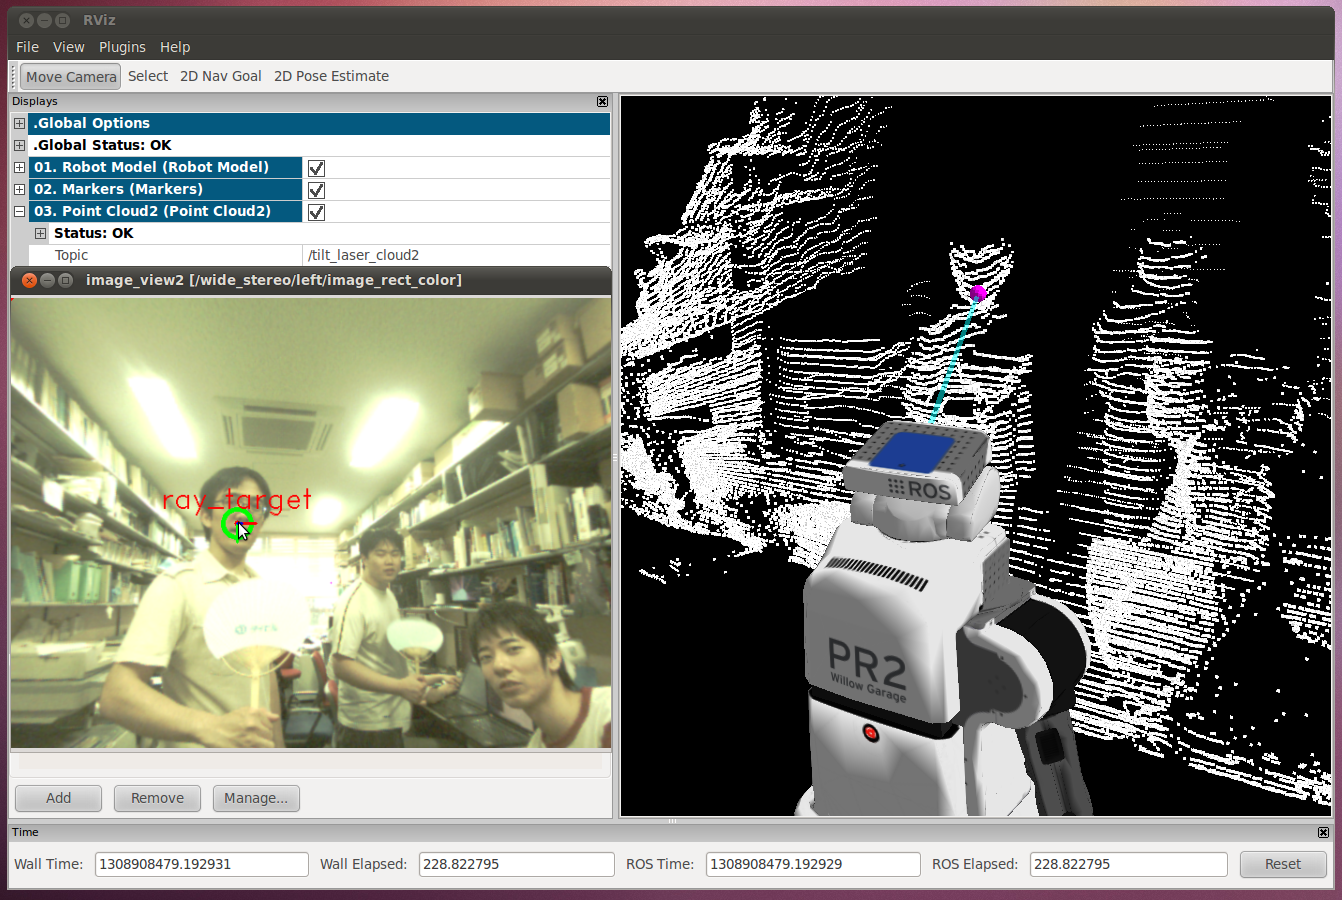 RViz
File View Plugins Help
Move Camera Select 2D Nav Goal 2D Pose Estimate
Displays
.Global Options
.Global Status: OK
01. Robot Model (Robot Model)
02. Markers (Markers)
03. Point Cloud2 (Point Cloud2)
Status: OK
Topic /tilt_laser_cloud2
image_view2 [/wide_stereo/left/image_rect_color]
ray_target
ROS
PR2
Willow Garage
Add Remove Manage...
Time
Wall Time: 1308908479.192931 Wall Elapsed: 228.822795 ROS Time: 1308908479.192929 ROS Elapsed: 228.822795 Reset